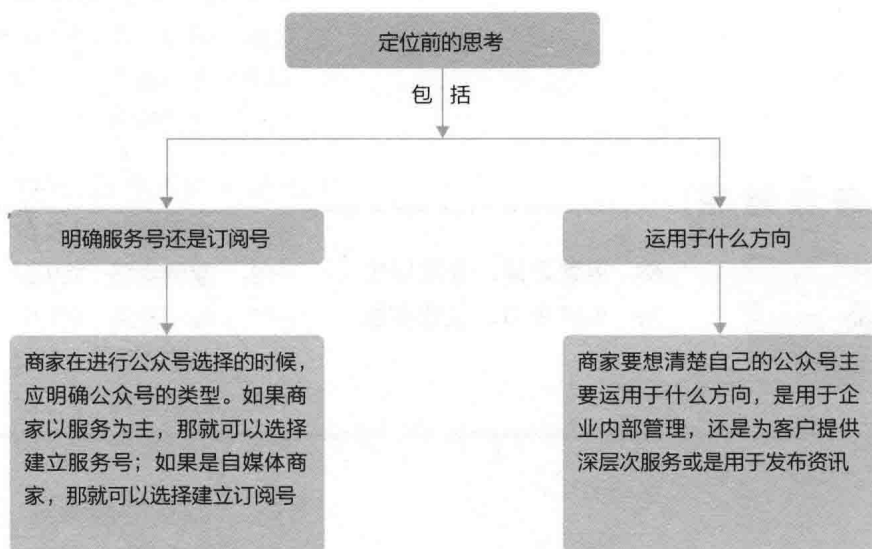 定位前的思考
包 括
明确服务号还是订阅号
运用于什么方向
商家在进行公众号选择的时候，
应明确公众号的类型。如果商
家以服务为主，那就可以选择
建立服务号；如果是自媒体商
家，那就可以选择建立订阅号
商家要想清楚自己的公众号主
要运用于什么方向，是用于企
业内部管理，还是为客户提供
深层次服务或是用于发布资讯